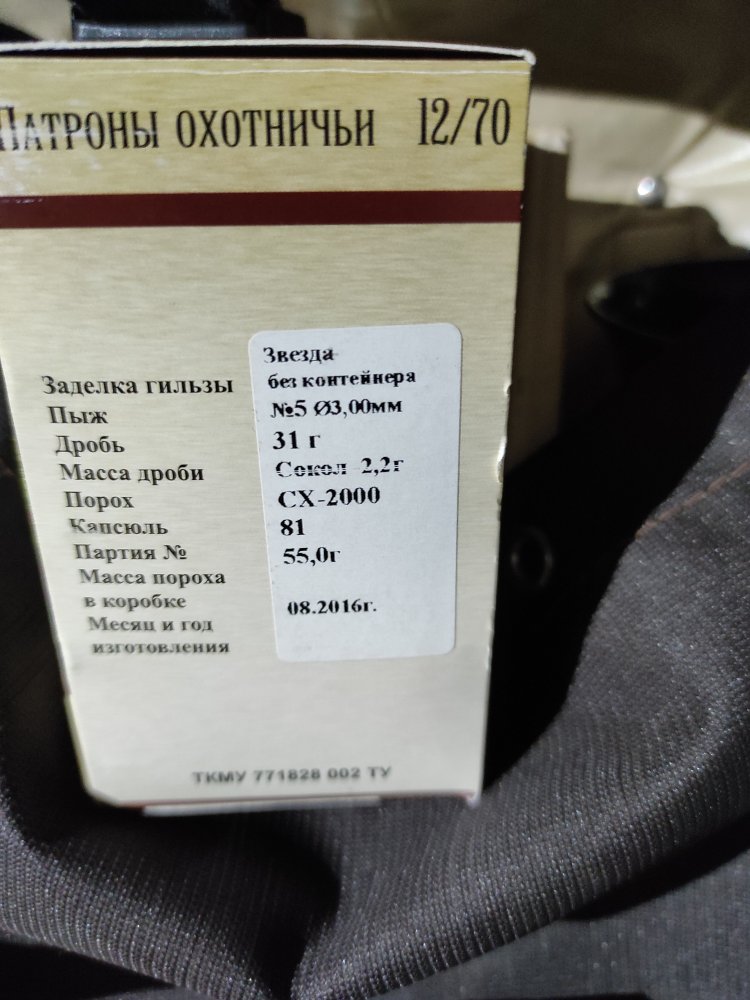 Патроны охотничьи 12/70
Заделка гильзы
Пыж
Дробь
Масса дроби
Порох
Капсюль
Партия №
Масса пороха
в коробке
Месяц и год
изготовления
Звезда
без контейнера
№5 Ø3,00мм
31 г
Сокол 2,2г
СХ-2000
81
55,0г
08.2016г.
ТКМУ 771828 002 ТУ